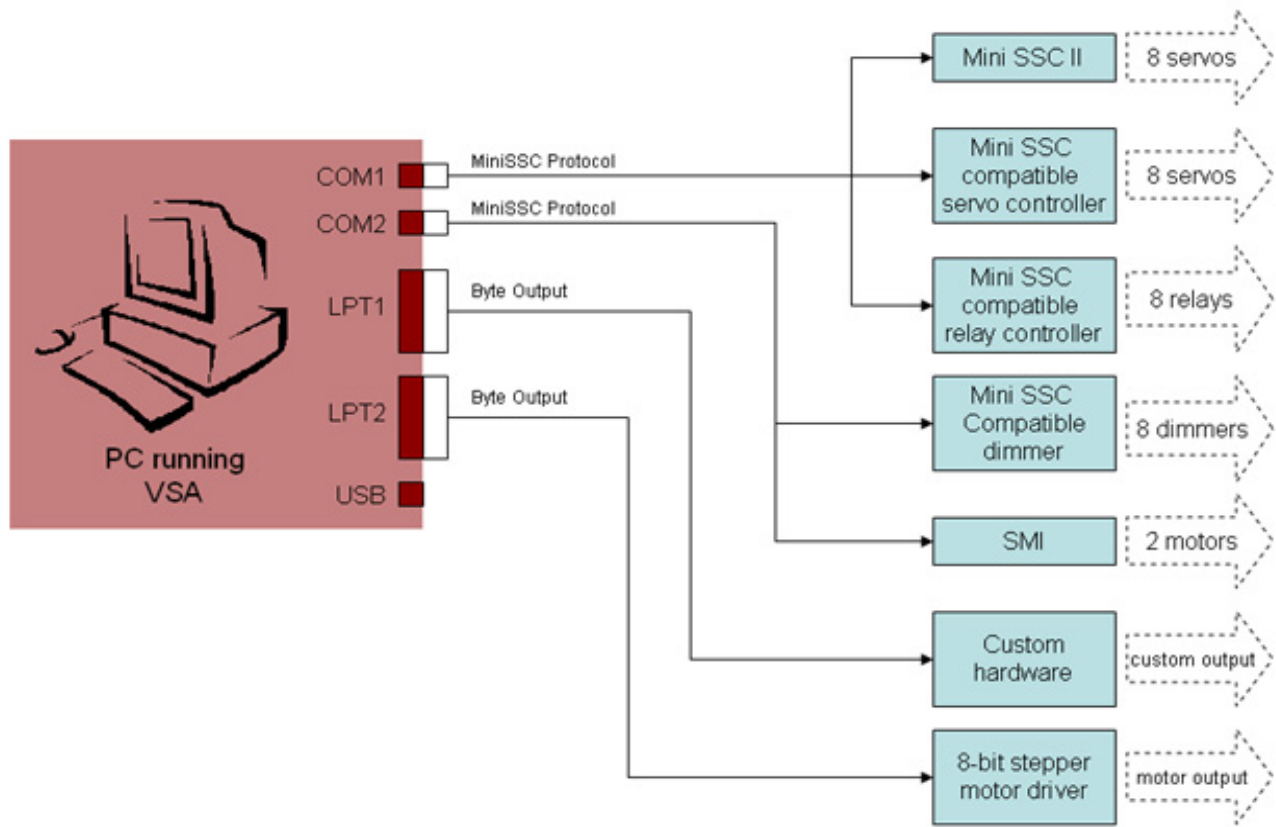 COM1
COM2
LPT1
LPT2
USB
PC running
VSA
MiniSSC Protocol
MiniSSC Protocol
Byte Output
Byte Output
Mini SSC II
8 servos
Mini SSC
compatible
servo controller
8 servos
Mini SSC
compatible
relay controller
8 relays
Mini SSC
Compatible
dimmer
8 dimmers
SMI
2 motors
Custom
hardware
custom output
8-bit stepper
motor driver
motor output